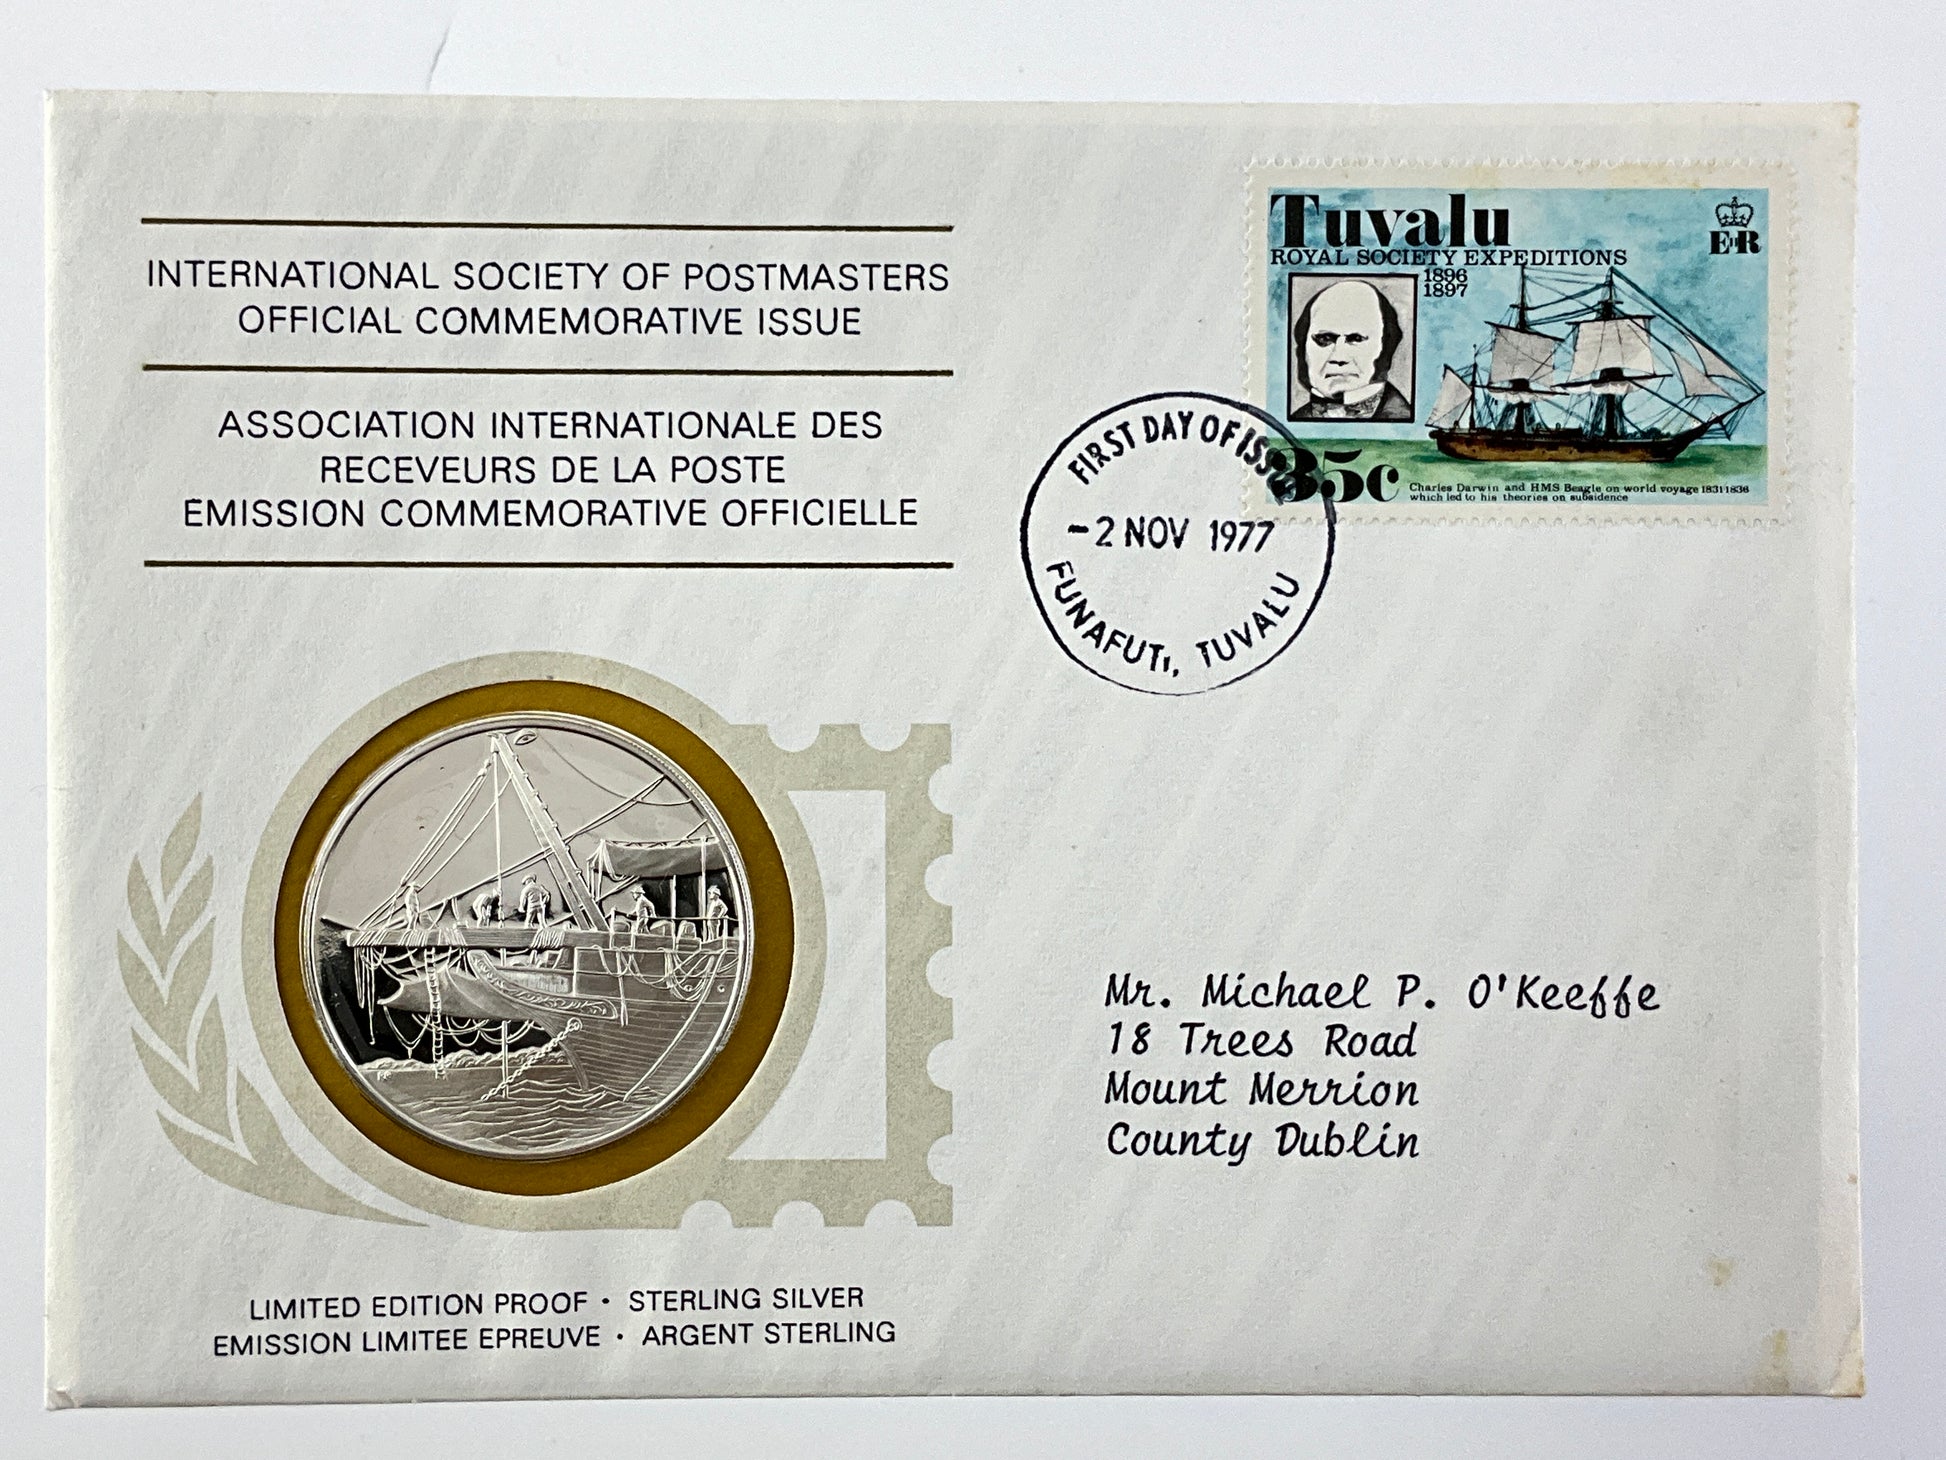 INTERNATIONAL SOCIETY OF POSTMASTERS
OFFICIAL COMMEMORATIVE ISSUE
ASSOCIATION INTERNATIONALE DES
RECEVEURS DE LA POSTE
EMISSION COMMEMORATIVE OFFICIELLE
Tuvalu
EIIR
ROYAL SOCIETY EXPEDITIONS
1896
1897
35c
Charles Darwin and HMS Beagle on world voyage 1831-1836
which led to his theories on subsidence
FIRST DAY OF ISSUE
-2 NOV 1977
FUNAFUTI, TUVALU
Mr. Michael P. O'Keeffe
18 Trees Road
Mount Merrion
County Dublin
LIMITED EDITION PROOF • STERLING SILVER
EMISSION LIMITEE EPREUVE • ARGENT STERLING